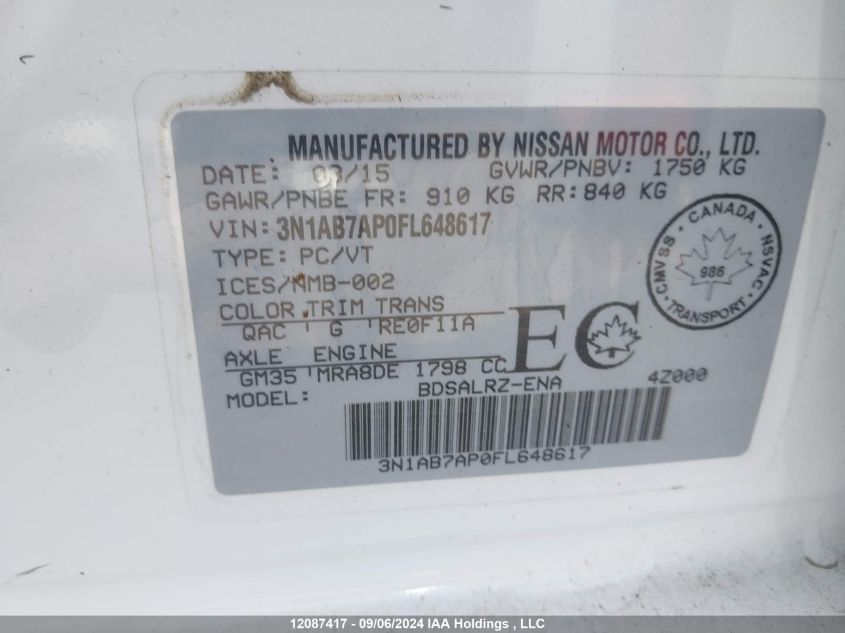 MANUFACTURED BY NISSAN MOTOR CO., LTD.
DATE: 03/15 GVWR/PNBV: 1750 KG
GAWR/PNBE FR: 910 KG RR: 840 KG
VIN: 3N1AB7AP0FL648617
TYPE: PC/VT
ICES/NMB-002
COLOR TRIM TRANS
QAC G RE0F11A
AXLE ENGINE
GM35 MRA8DE 1798 CC
MODEL: BDSALRZ-ENA 4Z000
EC
CANADA
CMVSS NSVAC
986
TRANSPORT
3N1AB7AP0FL648617
12087417 - 09/06/2024 IAA Holdings, LLC